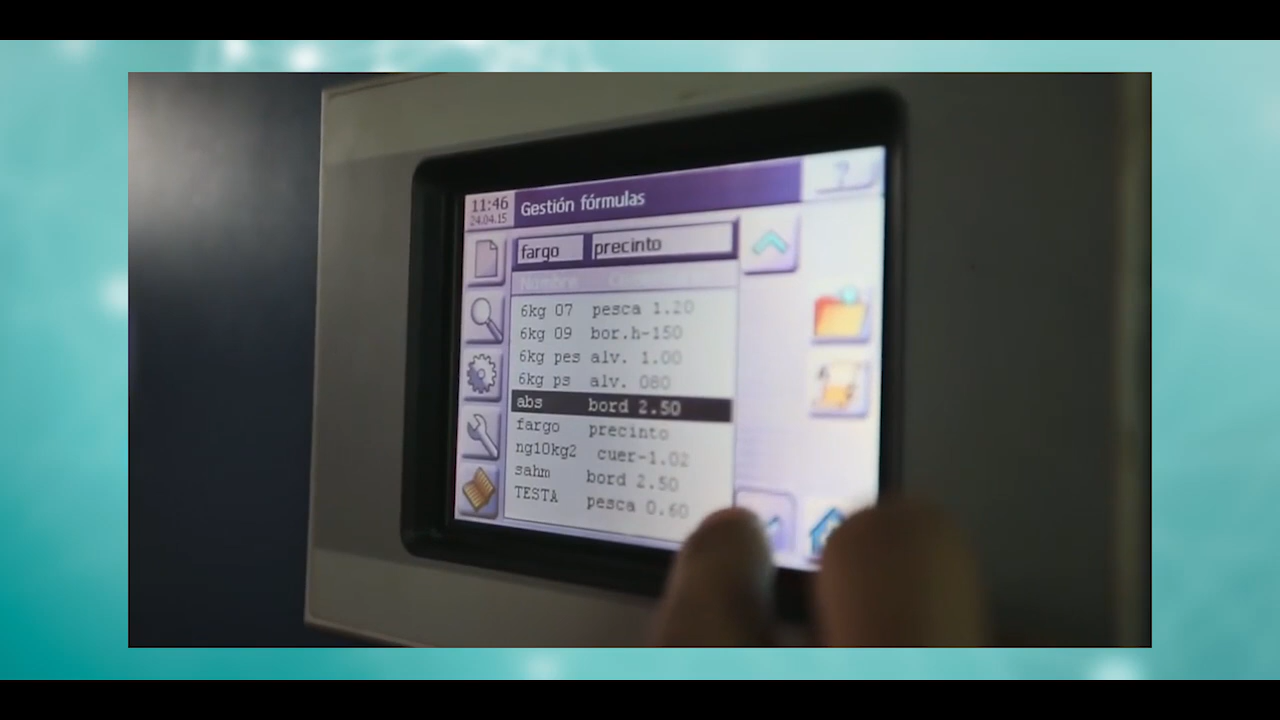 11:46
24.04.15
Gestión fórmulas
?
fargo precinto
Nombre
6kg 07 pesca 1.20
6kg 09 bor.h-150
6kg pes alv. 1.00
6kg ps alv. 080
abs bord 2.50
fargo precinto
ng10kg2 cuer-1.02
sahm bord 2.50
TESTA pesca 0.60